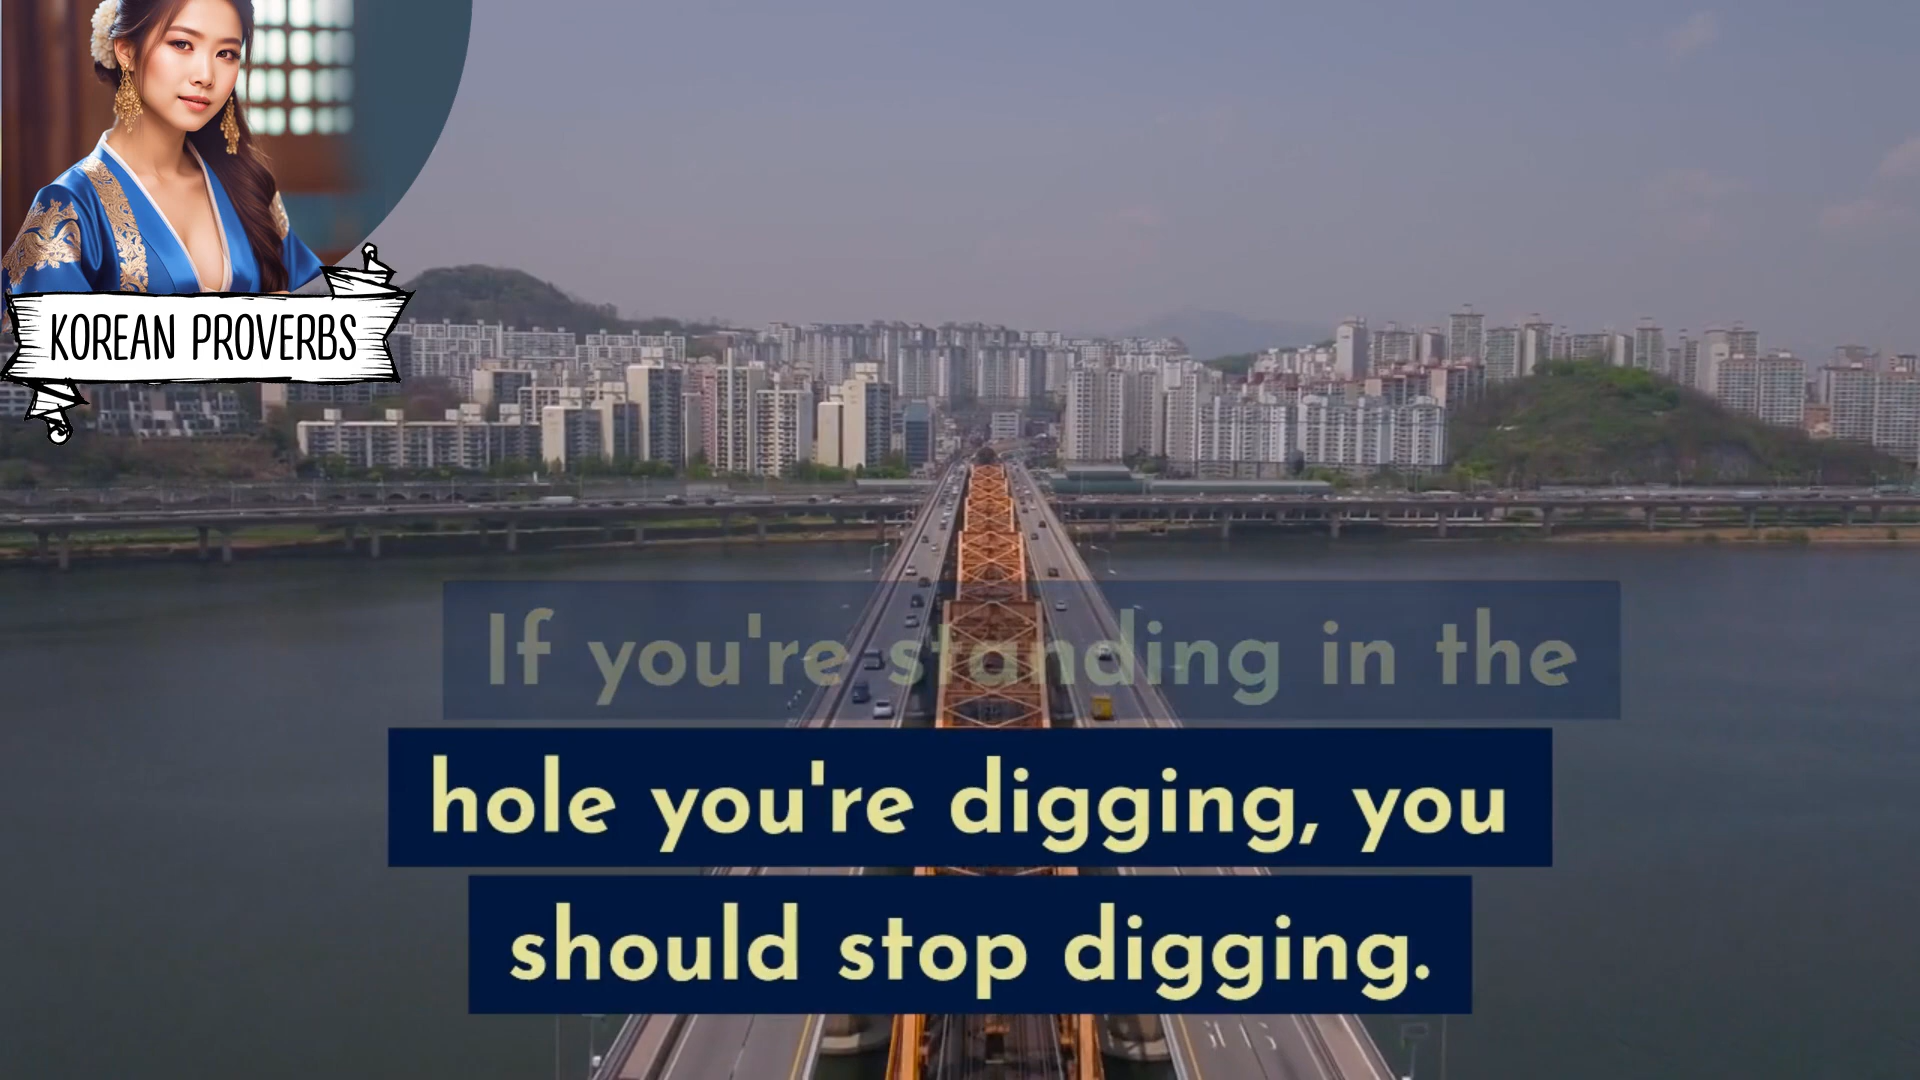 KOREAN PROVERBS
If you're standing in the
hole you're digging, you
should stop digging.